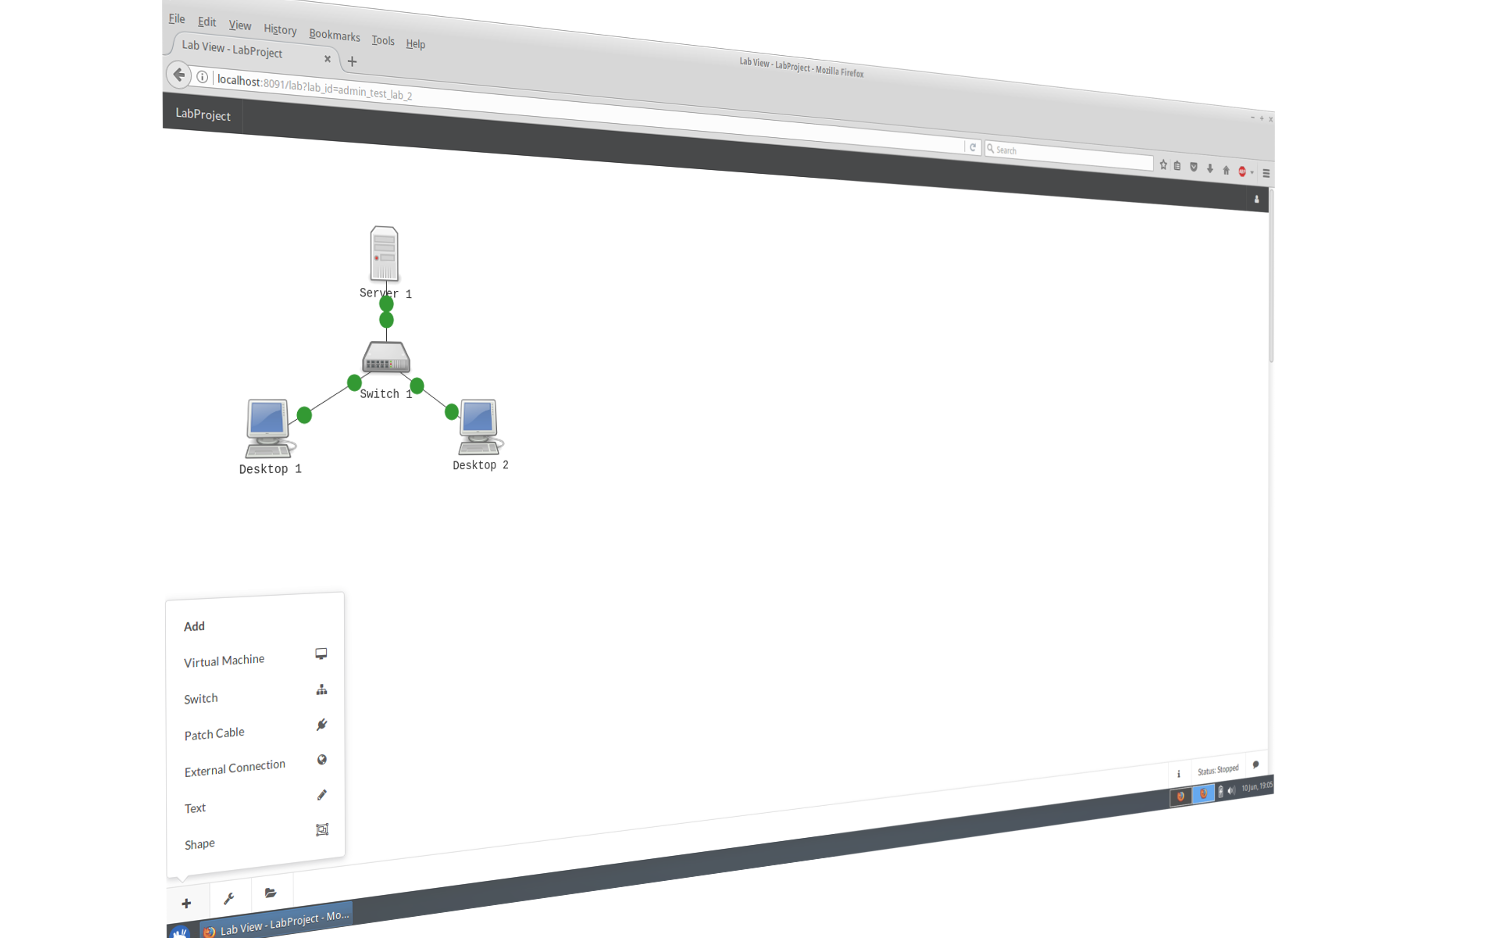 Lab View - LabProject - Mozilla Firefox
File Edit View History Bookmarks Tools Help
Lab View - LabProject
localhost:8091/lab?lab_id=admin_test_lab_2
Search
LabProject
Server 1
Switch 1
Desktop 1
Desktop 2
Add
Virtual Machine
Switch
Patch Cable
External Connection
Text
Shape
Status: Stopped
10 Jun, 19:05
Lab View - LabProject - Mo...